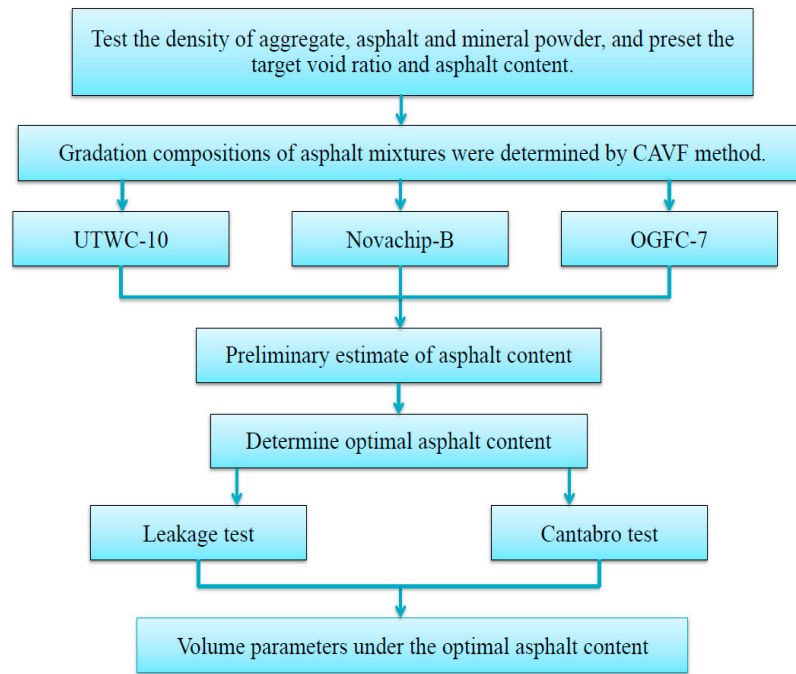 Test the density of aggregate, asphalt and mineral powder, and preset the
target void ratio and asphalt content.
Gradation compositions of asphalt mixtures were determined by CAVF method.
UTWC-10
Novachip-B
OGFC-7
Preliminary estimate of asphalt content
Determine optimal asphalt content
Leakage test
Cantabro test
Volume parameters under the optimal asphalt content